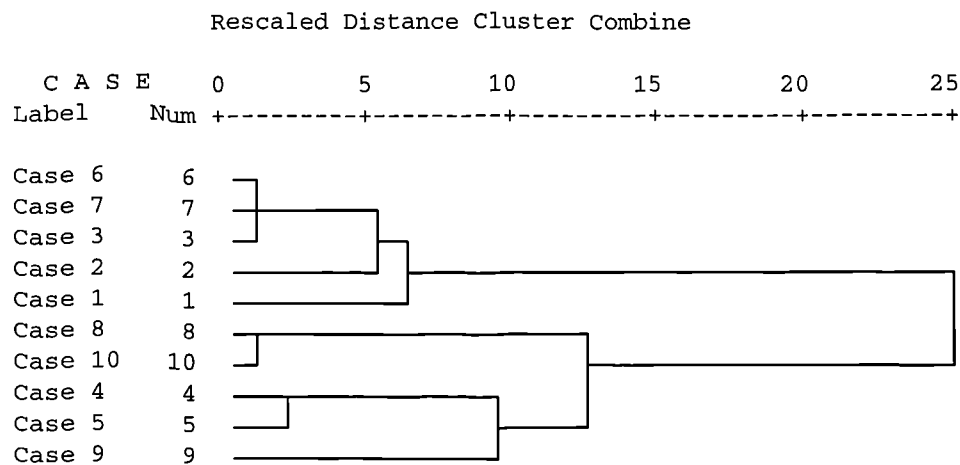 Rescaled Distance Cluster Combine
C A S E 0 5 10 15 20 25
Label Num +---------+---------+---------+---------+---------+
Case 6 6
Case 7 7
Case 3 3
Case 2 2
Case 1 1
Case 8 8
Case 10 10
Case 4 4
Case 5 5
Case 9 9